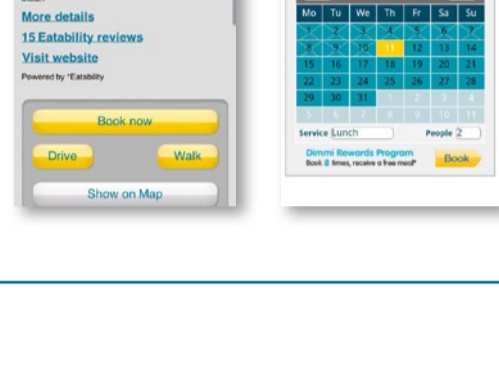 More details
15 Eatability reviews
Visit website
Powered by *Eatability
Book now
Drive
Walk
Show on Map
Mo Tu We Th Fr Sa Su
1 2 3 4 5 6 7
8 9 10 11 12 13 14
15 16 17 18 19 20 21
22 23 24 25 26 27 28
29 30 31 1 2 3 4
5 6 7 8 9 10 11
Service Lunch People 2
Dimmi Rewards Program
Book 8 times, receive a free meal*
Book